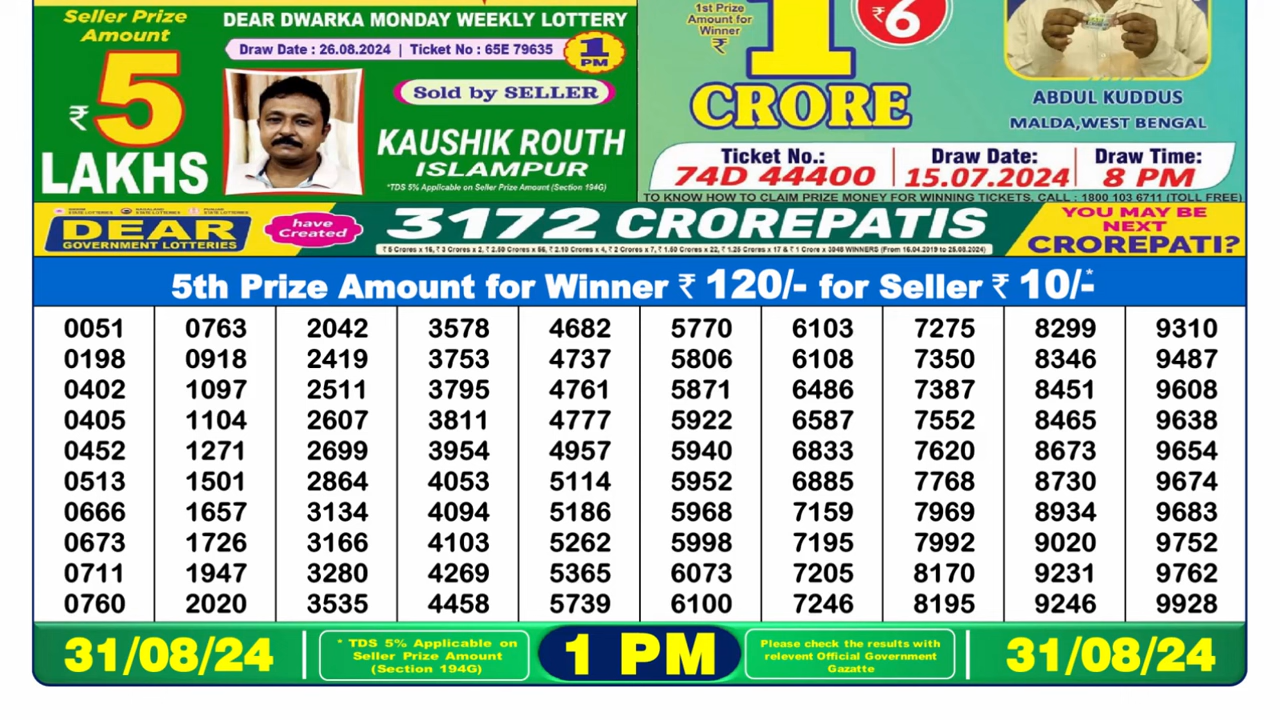 Seller Prize
Amount
₹ 5
LAKHS
DEAR DWARKA MONDAY WEEKLY LOTTERY
Draw Date : 26.08.2024 | Ticket No : 65E 79635
1
PM
Sold by SELLER
KAUSHIK ROUTH
ISLAMPUR
*TDS 5% Applicable on Seller Prize Amount (Section 194G)
1st Prize
Amount for
Winner
₹
1
CRORE
₹6
ABDUL KUDDUS
MALDA,WEST BENGAL
Ticket No.: Draw Date: Draw Time:
74D 44400 15.07.2024 8 PM
TO KNOW HOW TO CLAIM PRIZE MONEY FOR WINNING TICKETS, CALL : 1800 103 6711 (TOLL FREE)
STATE LOTTERIES STATE LOTTERIES STATE LOTTERIES
DEAR
GOVERNMENT LOTTERIES
have
Created
3172 CROREPATIS
YOU MAY BE
NEXT
CROREPATI?
5th Prize Amount for Winner ₹ 120/- for Seller ₹ 10/-*
0051 0763 2042 3578 4682 5770 6103 7275 8299 9310
0198 0918 2419 3753 4737 5806 6108 7350 8346 9487
0402 1097 2511 3795 4761 5871 6486 7387 8451 9608
0405 1104 2607 3811 4777 5922 6587 7552 8465 9638
0452 1271 2699 3954 4957 5940 6833 7620 8673 9654
0513 1501 2864 4053 5114 5952 6885 7768 8730 9674
0666 1657 3134 4094 5186 5968 7159 7969 8934 9683
0673 1726 3166 4103 5262 5998 7195 7992 9020 9752
0711 1947 3280 4269 5365 6073 7205 8170 9231 9762
0760 2020 3535 4458 5739 6100 7246 8195 9246 9928
31/08/24
* TDS 5% Applicable on
Seller Prize Amount
(Section 194G)
1 PM
Please check the results with
relevent Official Government
Gazatte
31/08/24